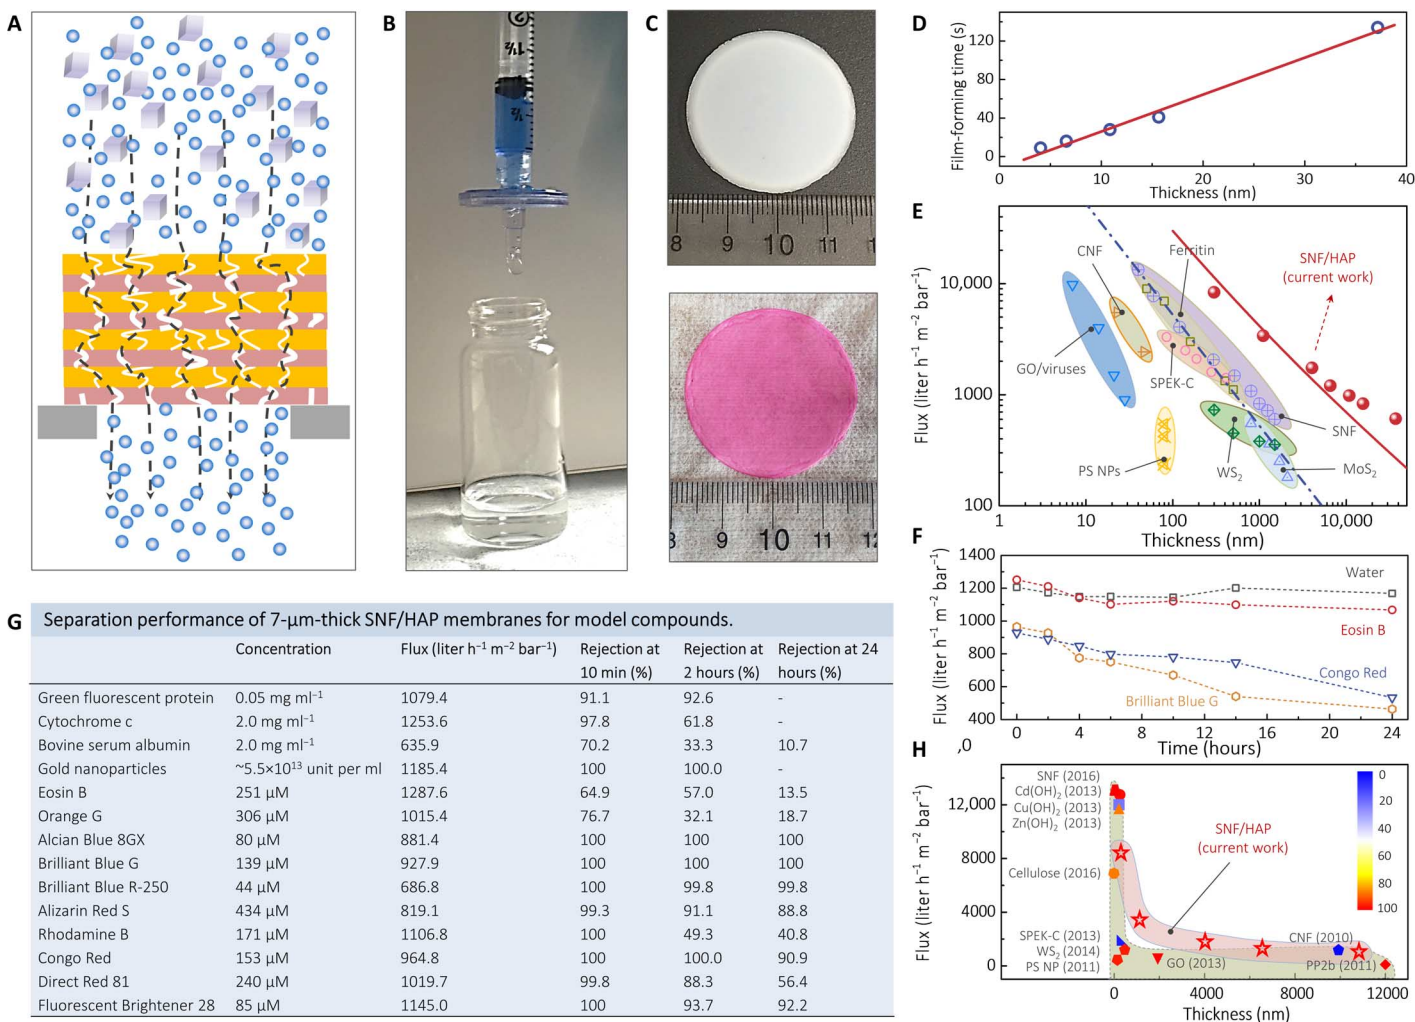 A
B
(2)
1½
½
C
8 9 10 11 1
8 9 10 11 12
D
Film-forming time (s)
120
80
40
0
0 10 20 30 40
Thickness (nm)
E
Flux (liter h⁻¹ m⁻² bar⁻¹)
10,000
1000
100
CNF
Ferritin
SNF/HAP
(current work)
GO/viruses
SPEK-C
PS NPs
WS₂
SNF
MoS₂
1 10 100 1000 10,000
Thickness (nm)
F
Flux (liter h⁻¹ m⁻² bar⁻¹)
1400
1200
1000
800
600
400
Water
Eosin B
Congo Red
Brilliant Blue G
0 4 8 12 16 20 24
Time (hours)
G
Separation performance of 7-μm-thick SNF/HAP membranes for model compounds.
Concentration Flux (liter h⁻¹ m⁻² bar⁻¹) Rejection at Rejection at Rejection at 24
10 min (%) 2 hours (%) hours (%)
Green fluorescent protein 0.05 mg ml⁻¹ 1079.4 91.1 92.6 -
Cytochrome c 2.0 mg ml⁻¹ 1253.6 97.8 61.8 -
Bovine serum albumin 2.0 mg ml⁻¹ 635.9 70.2 33.3 10.7
Gold nanoparticles ~5.5×10¹³ unit per ml 1185.4 100 100.0 -
Eosin B 251 μM 1287.6 64.9 57.0 13.5
Orange G 306 μM 1015.4 76.7 32.1 18.7
Alcian Blue 8GX 80 μM 881.4 100 100 100
Brilliant Blue G 139 μM 927.9 100 100 100
Brilliant Blue R-250 44 μM 686.8 100 99.8 99.8
Alizarin Red S 434 μM 819.1 99.3 91.1 88.8
Rhodamine B 171 μM 1106.8 100 49.3 40.8
Congo Red 153 μM 964.8 100 100.0 90.9
Direct Red 81 240 μM 1019.7 99.8 88.3 56.4
Fluorescent Brightener 28 85 μM 1145.0 100 93.7 92.2
H
,0
Flux (liter h⁻¹ m⁻² bar⁻¹)
12,000
8000
4000
0
SNF (2016)
Cd(OH)₂ (2013)
Cu(OH)₂ (2013)
Zn(OH)₂ (2013)
Cellulose (2016)
SPEK-C (2013)
WS₂ (2014)
PS NP (2011)
SNF/HAP
(current work)
GO (2013)
CNF (2010)
PP2b (2011)
0
20
40
60
80
100
0 4000 8000 12000
Thickness (nm)